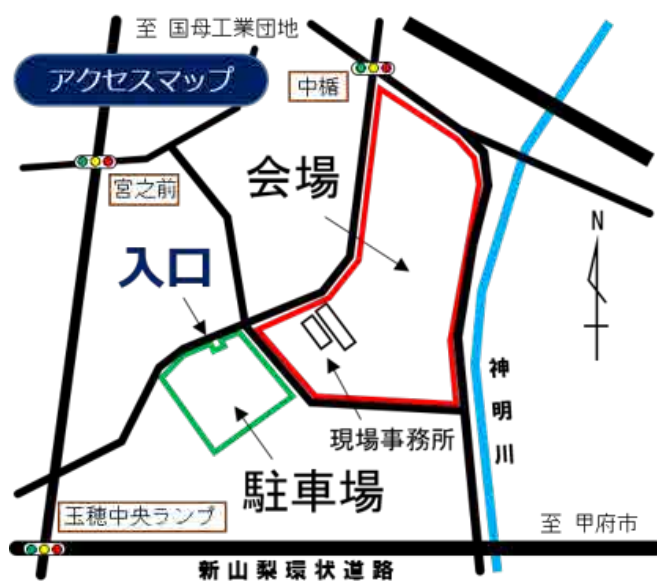 至 国母工業団地
アクセスマップ
中楯
宮之前
会場
N
入口
神明川
現場事務所
駐車場
玉穂中央ランプ
至 甲府市
新山梨環状道路